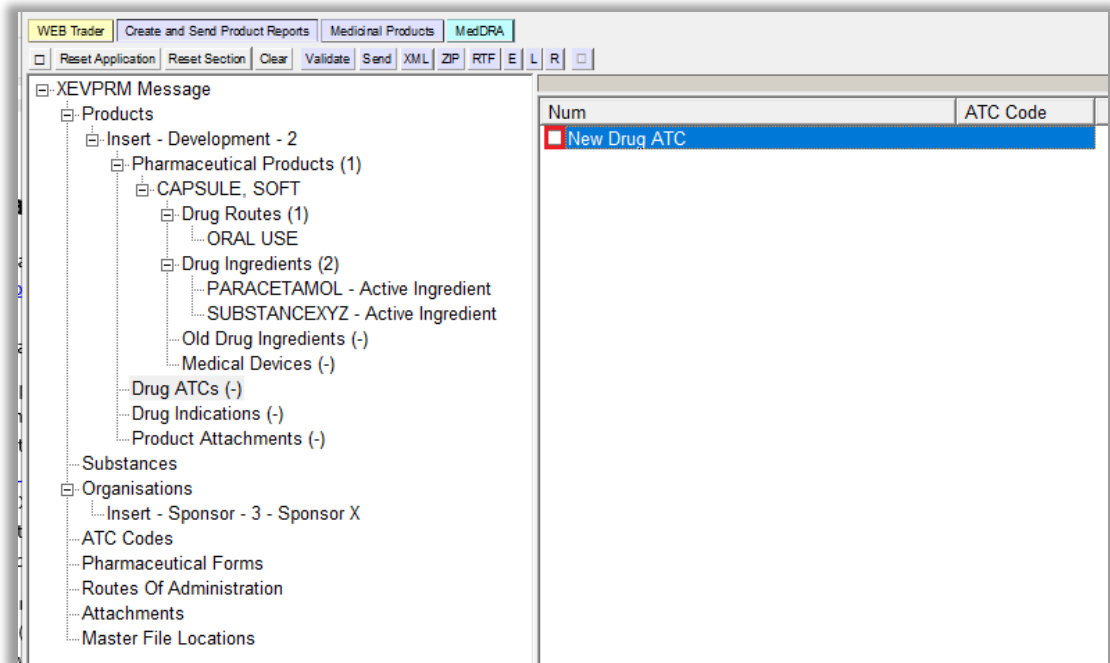 WEB Trader Create and Send Product Reports Medicinal Products MedDRA
Reset Application Reset Section Clear Validate Send XML ZIP RTF E L R
XEVPRM Message
Products
Insert - Development - 2
Pharmaceutical Products (1)
CAPSULE, SOFT
Drug Routes (1)
ORAL USE
Drug Ingredients (2)
PARACETAMOL - Active Ingredient
SUBSTANCEXYZ - Active Ingredient
Old Drug Ingredients (-)
Medical Devices (-)
Drug ATCs (-)
Drug Indications (-)
Product Attachments (-)
Substances
Organisations
Insert - Sponsor - 3 - Sponsor X
ATC Codes
Pharmaceutical Forms
Routes Of Administration
Attachments
Master File Locations
Num ATC Code
New Drug ATC